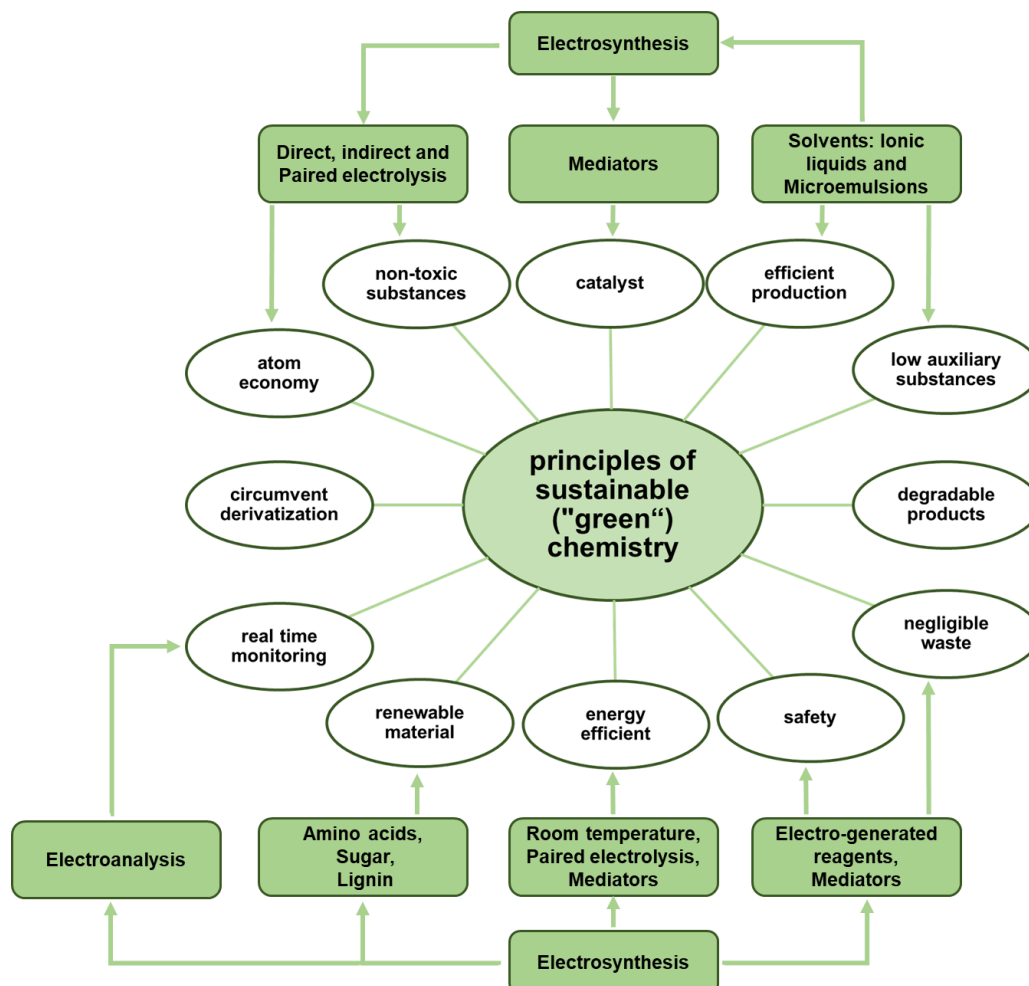 Electrosynthesis
Direct, indirect and
Paired electrolysis
Mediators
Solvents: Ionic
liquids and
Microemulsions
non-toxic
substances
catalyst
efficient
production
atom
economy
low auxiliary
substances
principles of
sustainable
("green“)
chemistry
circumvent
derivatization
degradable
products
real time
monitoring
negligible
waste
renewable
material
energy
efficient
safety
Electroanalysis
Amino acids,
Sugar,
Lignin
Room temperature,
Paired electrolysis,
Mediators
Electro-generated
reagents,
Mediators
Electrosynthesis